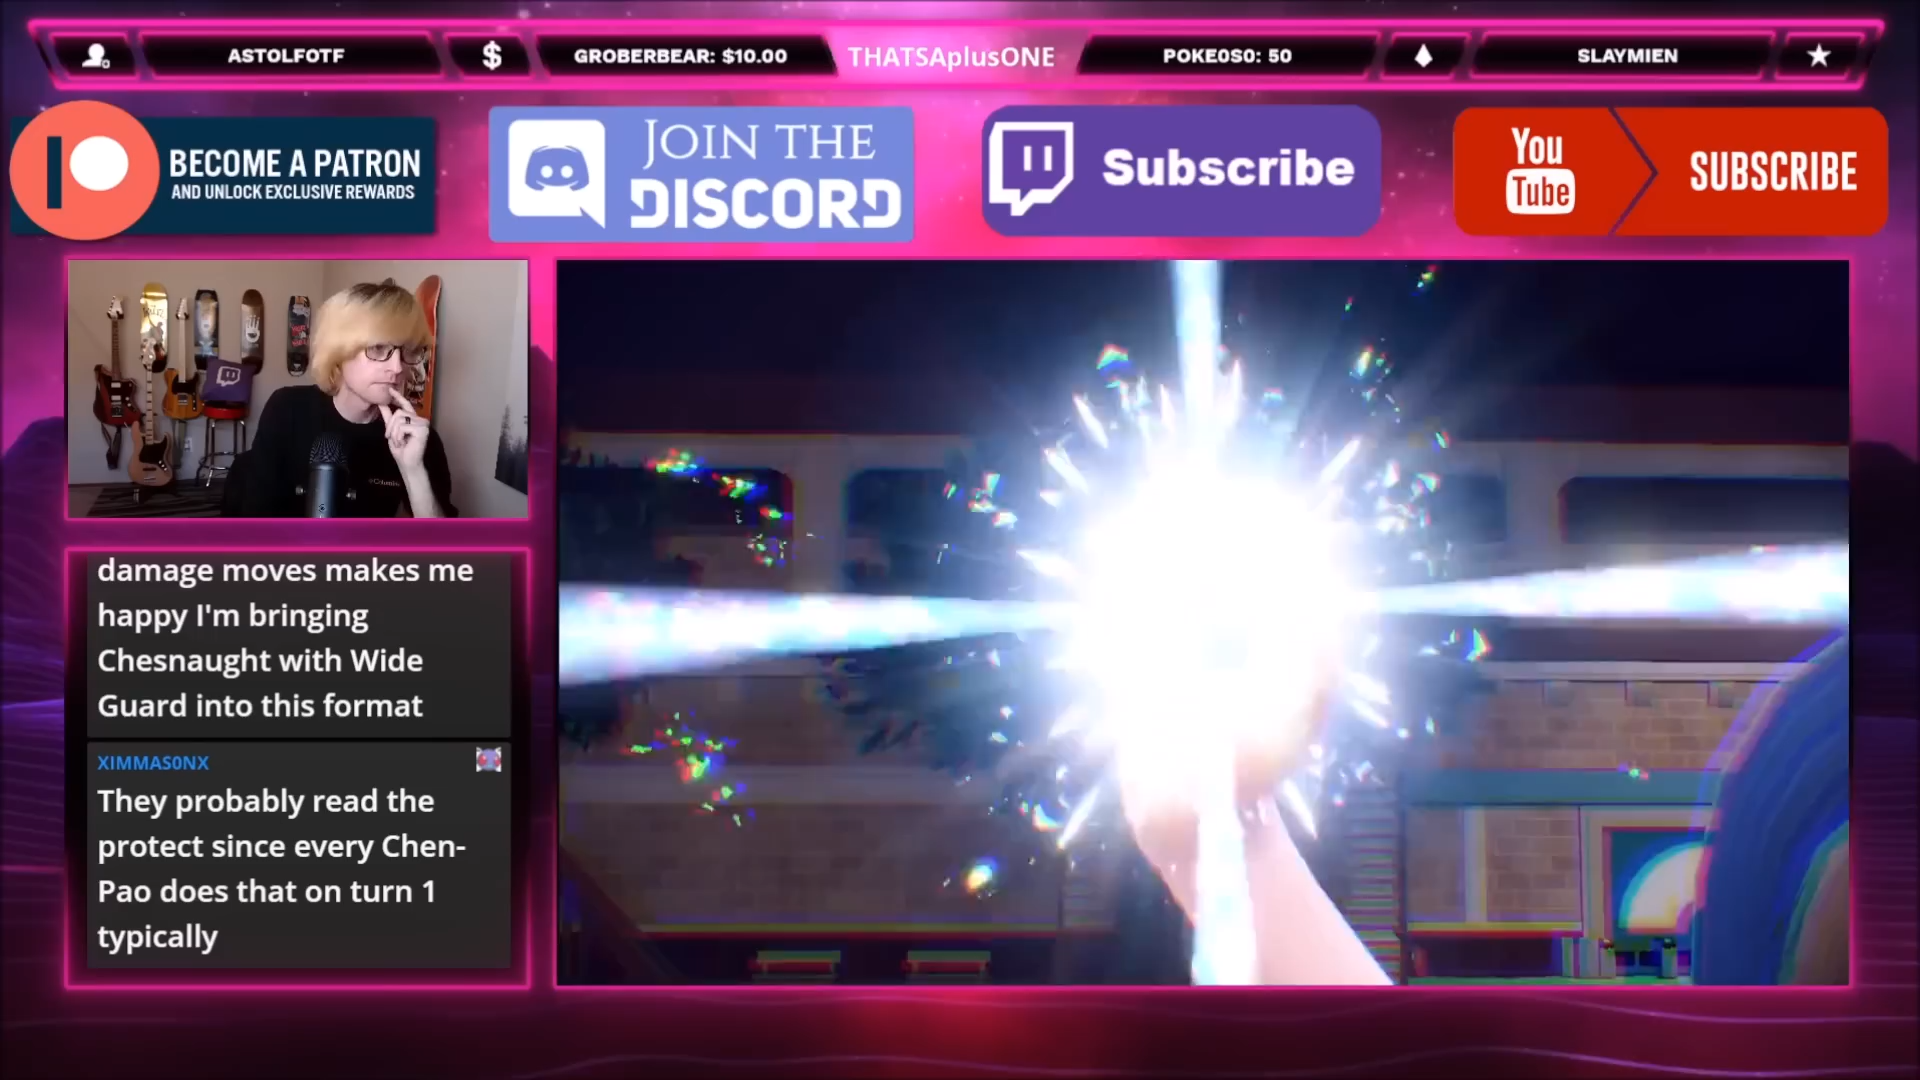 ASTOLFOTF
$
GROBERBEAR: $10.00
THATSAplusONE
POKE0S0: 50
SLAYMIEN
BECOME A PATRON
AND UNLOCK EXCLUSIVE REWARDS
JOIN THE
DISCORD
Subscribe
You
Tube
SUBSCRIBE
damage moves makes me
happy I'm bringing
Chesnaught with Wide
Guard into this format
XIMMAS0NX
They probably read the
protect since every Chen-
Pao does that on turn 1
typically
Columbia